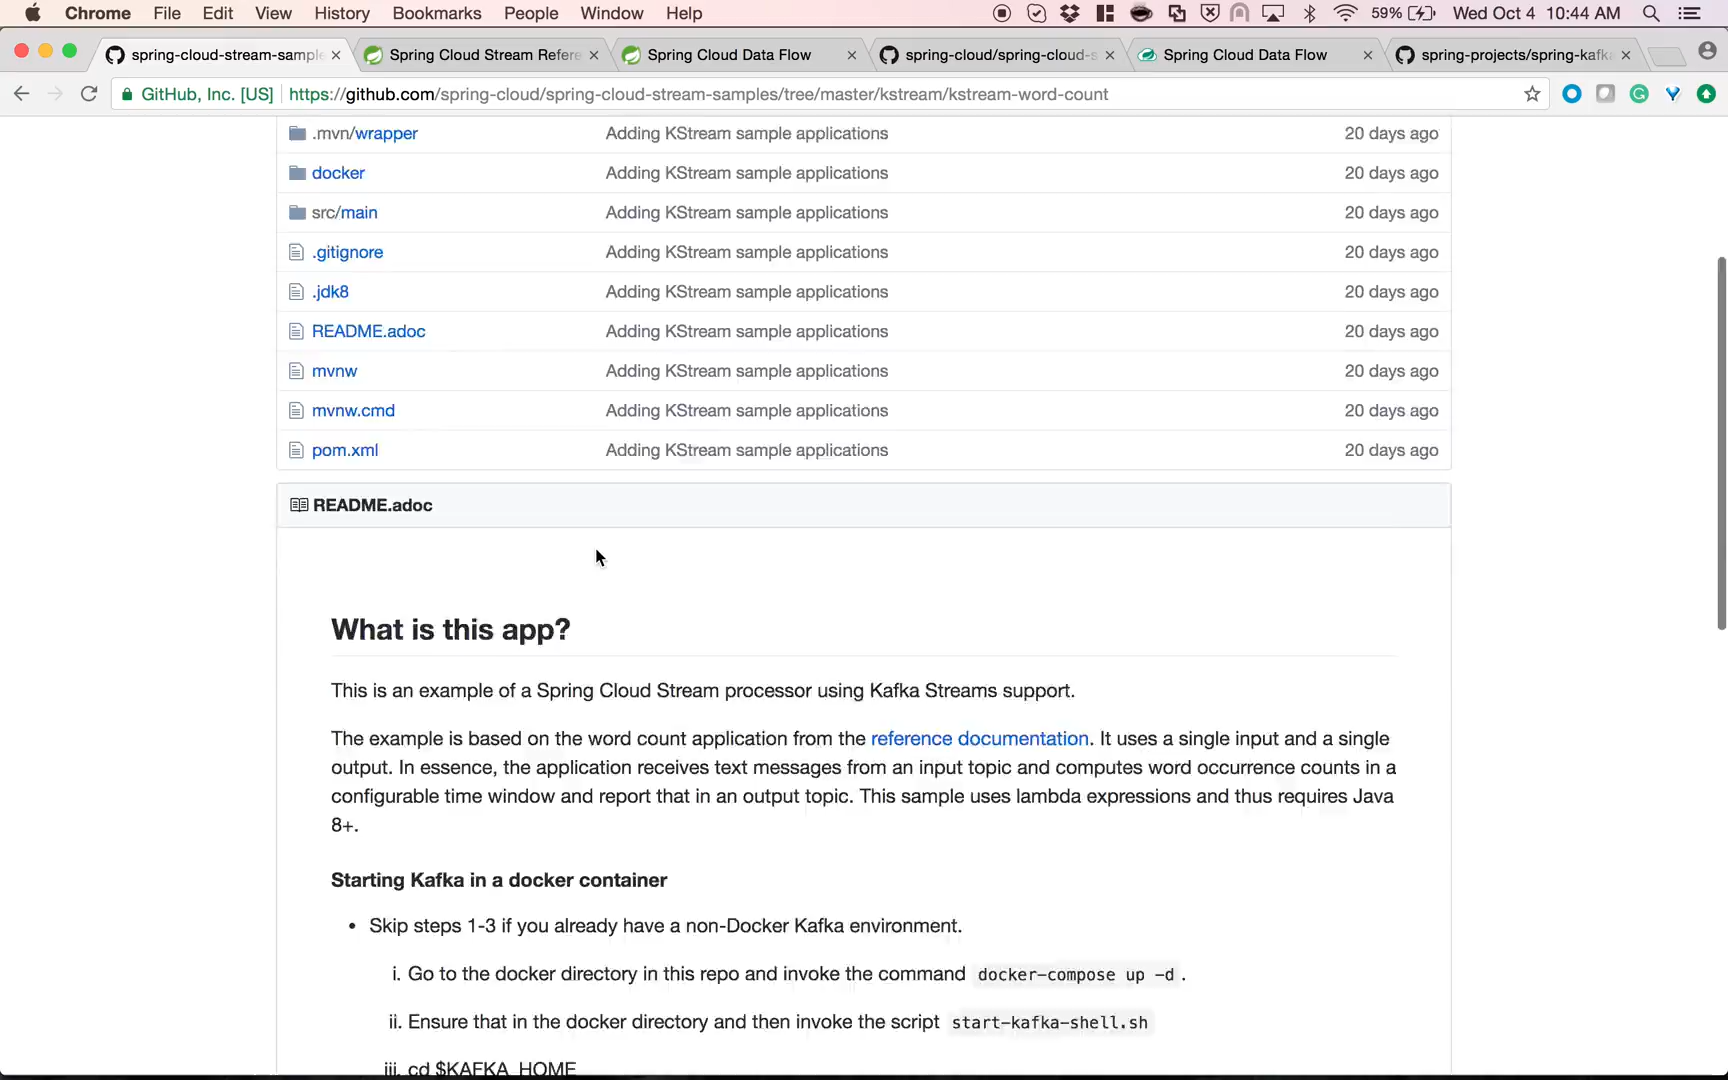 Chrome File Edit View History Bookmarks People Window Help 59% Wed Oct 4 10:44 AM
spring-cloud-stream-sample Spring Cloud Stream Refere Spring Cloud Data Flow spring-cloud/spring-cloud-s Spring Cloud Data Flow spring-projects/spring-kafk
GitHub, Inc. [US] https://github.com/spring-cloud/spring-cloud-stream-samples/tree/master/kstream/kstream-word-count
.mvn/wrapper Adding KStream sample applications 20 days ago
docker Adding KStream sample applications 20 days ago
src/main Adding KStream sample applications 20 days ago
.gitignore Adding KStream sample applications 20 days ago
.jdk8 Adding KStream sample applications 20 days ago
README.adoc Adding KStream sample applications 20 days ago
mvnw Adding KStream sample applications 20 days ago
mvnw.cmd Adding KStream sample applications 20 days ago
pom.xml Adding KStream sample applications 20 days ago
README.adoc
What is this app?
This is an example of a Spring Cloud Stream processor using Kafka Streams support.
The example is based on the word count application from the reference documentation. It uses a single input and a single
output. In essence, the application receives text messages from an input topic and computes word occurrence counts in a
configurable time window and report that in an output topic. This sample uses lambda expressions and thus requires Java
8+.
Starting Kafka in a docker container
• Skip steps 1-3 if you already have a non-Docker Kafka environment.
i. Go to the docker directory in this repo and invoke the command docker-compose up -d.
ii. Ensure that in the docker directory and then invoke the script start-kafka-shell.sh
iii. cd $KAFKA_HOME